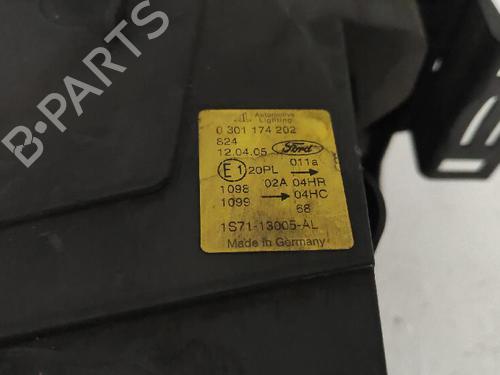 B-PARTS
Automotive
Lighting
0 301 174 202
824
12.04.05 Ford
E1 20PL 011a →
1098 02A 04HR
1099 → 04HC
68
1S71-13005-AL
Made in Germany